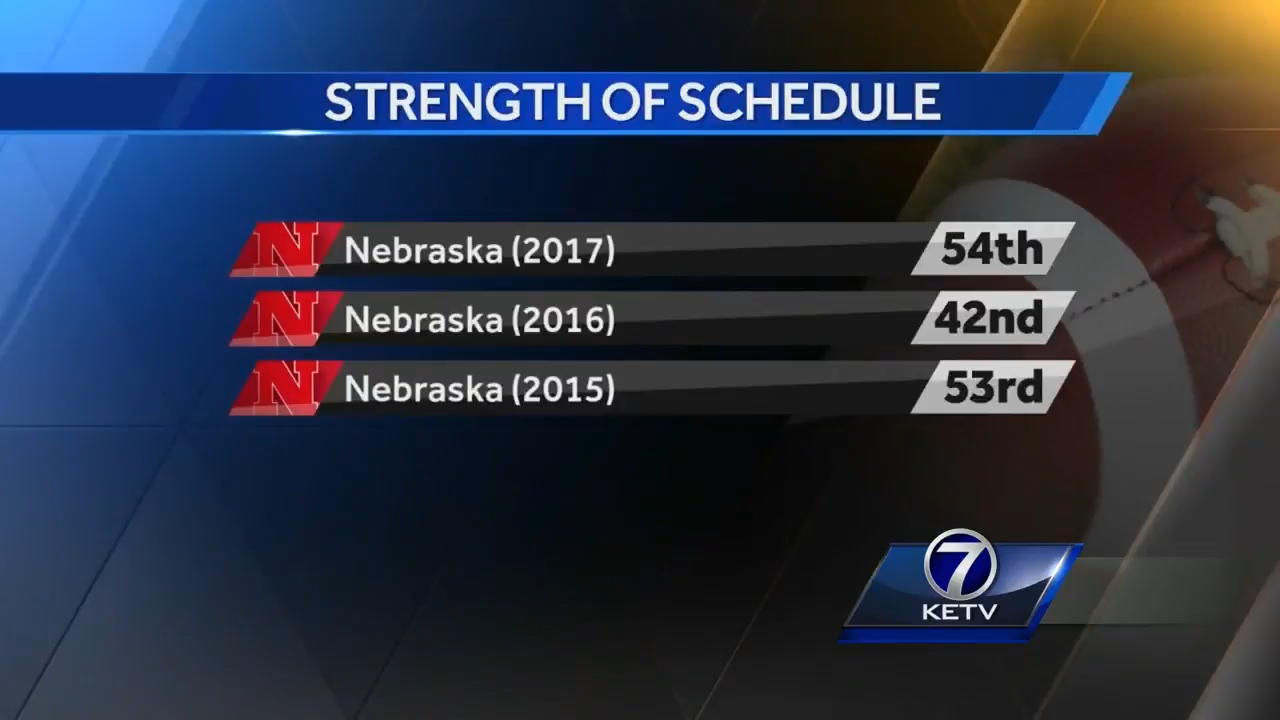 STRENGTH OF SCHEDULE
N Nebraska (2017) 54th
N Nebraska (2016) 42nd
N Nebraska (2015) 53rd
7
KETV